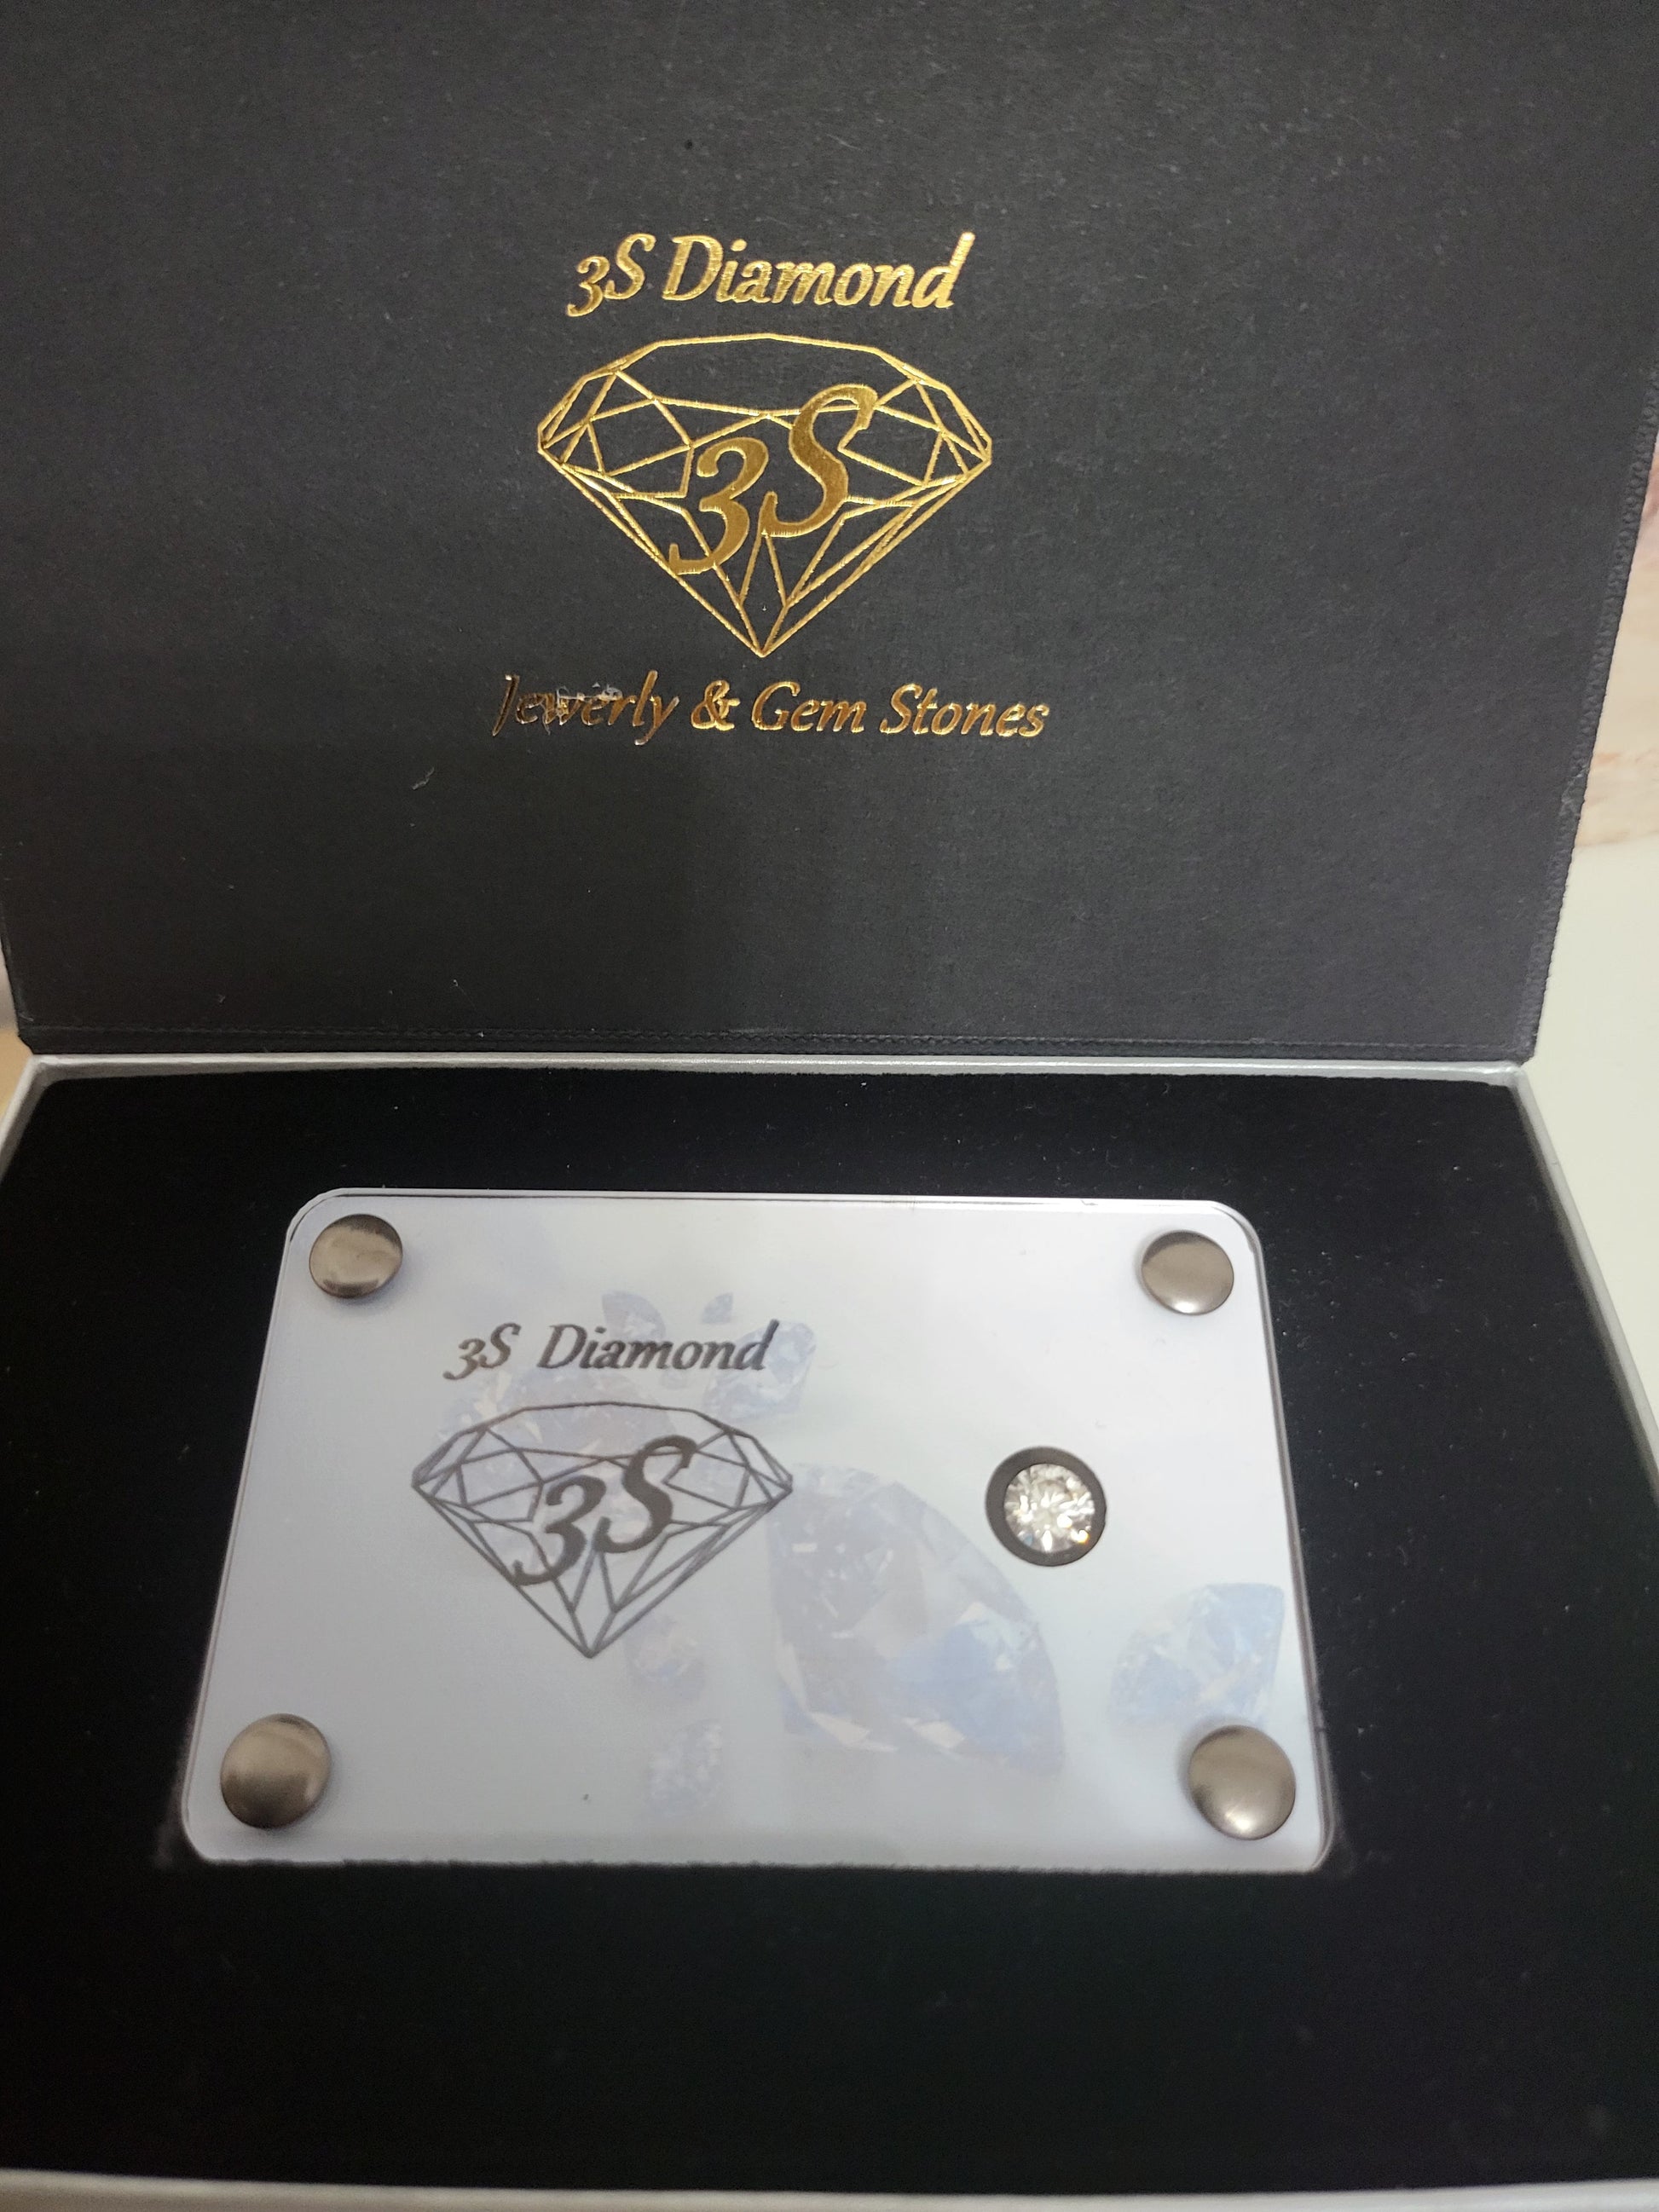 3S Diamond
3S
Jewerly & Gem Stones
3S Diamond
3S